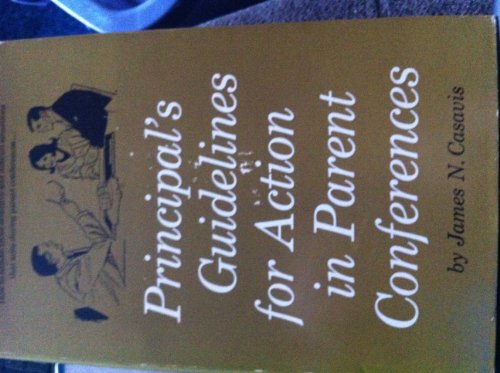 Principal's
Guidelines
for Action
in Parent
Conferences
by James N. Casavis